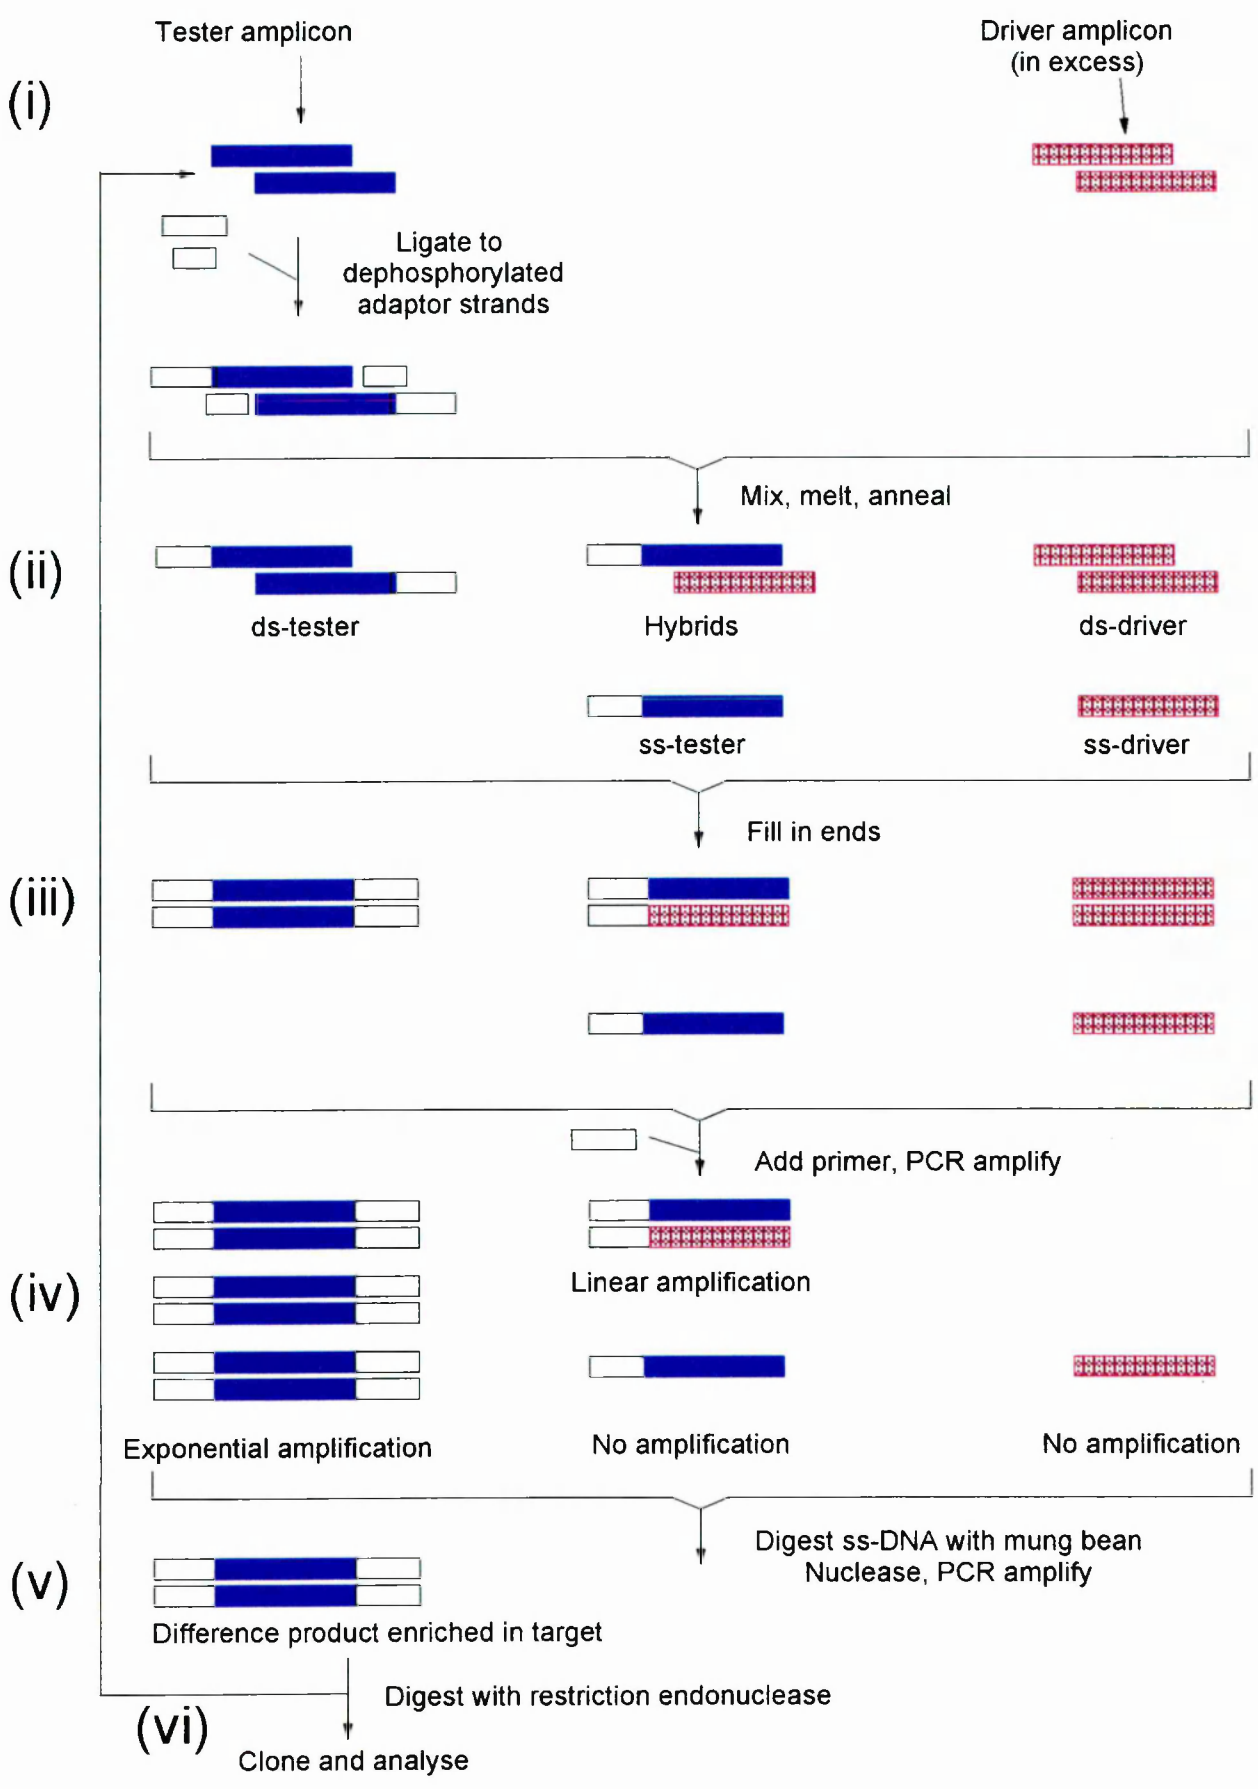 Tester amplicon
Driver amplicon
(in excess)
(i)
Ligate to
dephosphorylated
adaptor strands
Mix, melt, anneal
(ii)
ds-tester
Hybrids
ds-driver
ss-tester
ss-driver
Fill in ends
(iii)
Add primer, PCR amplify
(iv)
Linear amplification
Exponential amplification
No amplification
No amplification
Digest ss-DNA with mung bean
Nuclease, PCR amplify
(v)
Difference product enriched in target
Digest with restriction endonuclease
(vi)
Clone and analyse